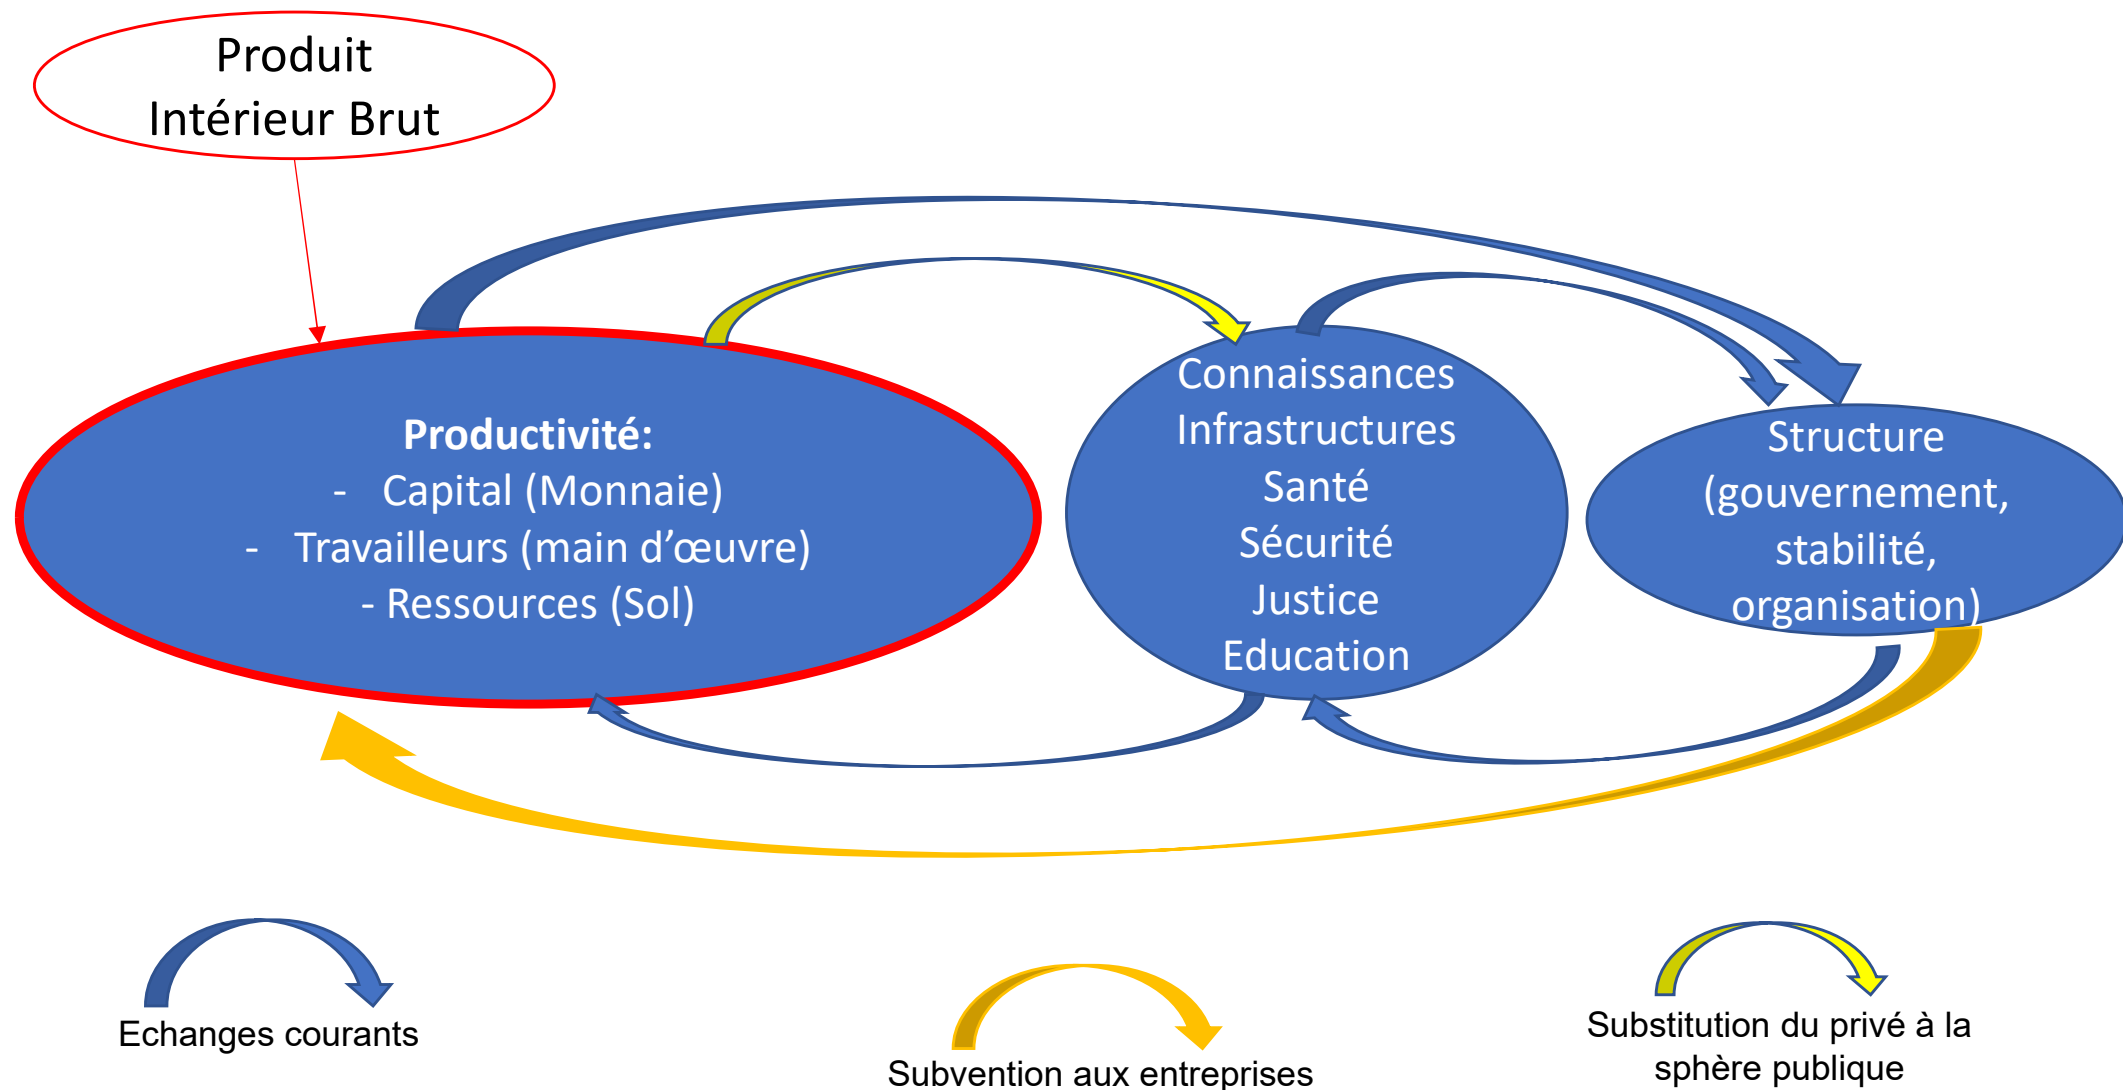 Produit
Intérieur Brut
Productivité:
- Capital (Monnaie)
- Travailleurs (main d’œuvre)
- Ressources (Sol)
Connaissances
Infrastructures
Santé
Sécurité
Justice
Education
Structure
(gouvernement,
stabilité,
organisation)
Echanges courants
Subvention aux entreprises
Substitution du privé à la
sphère publique